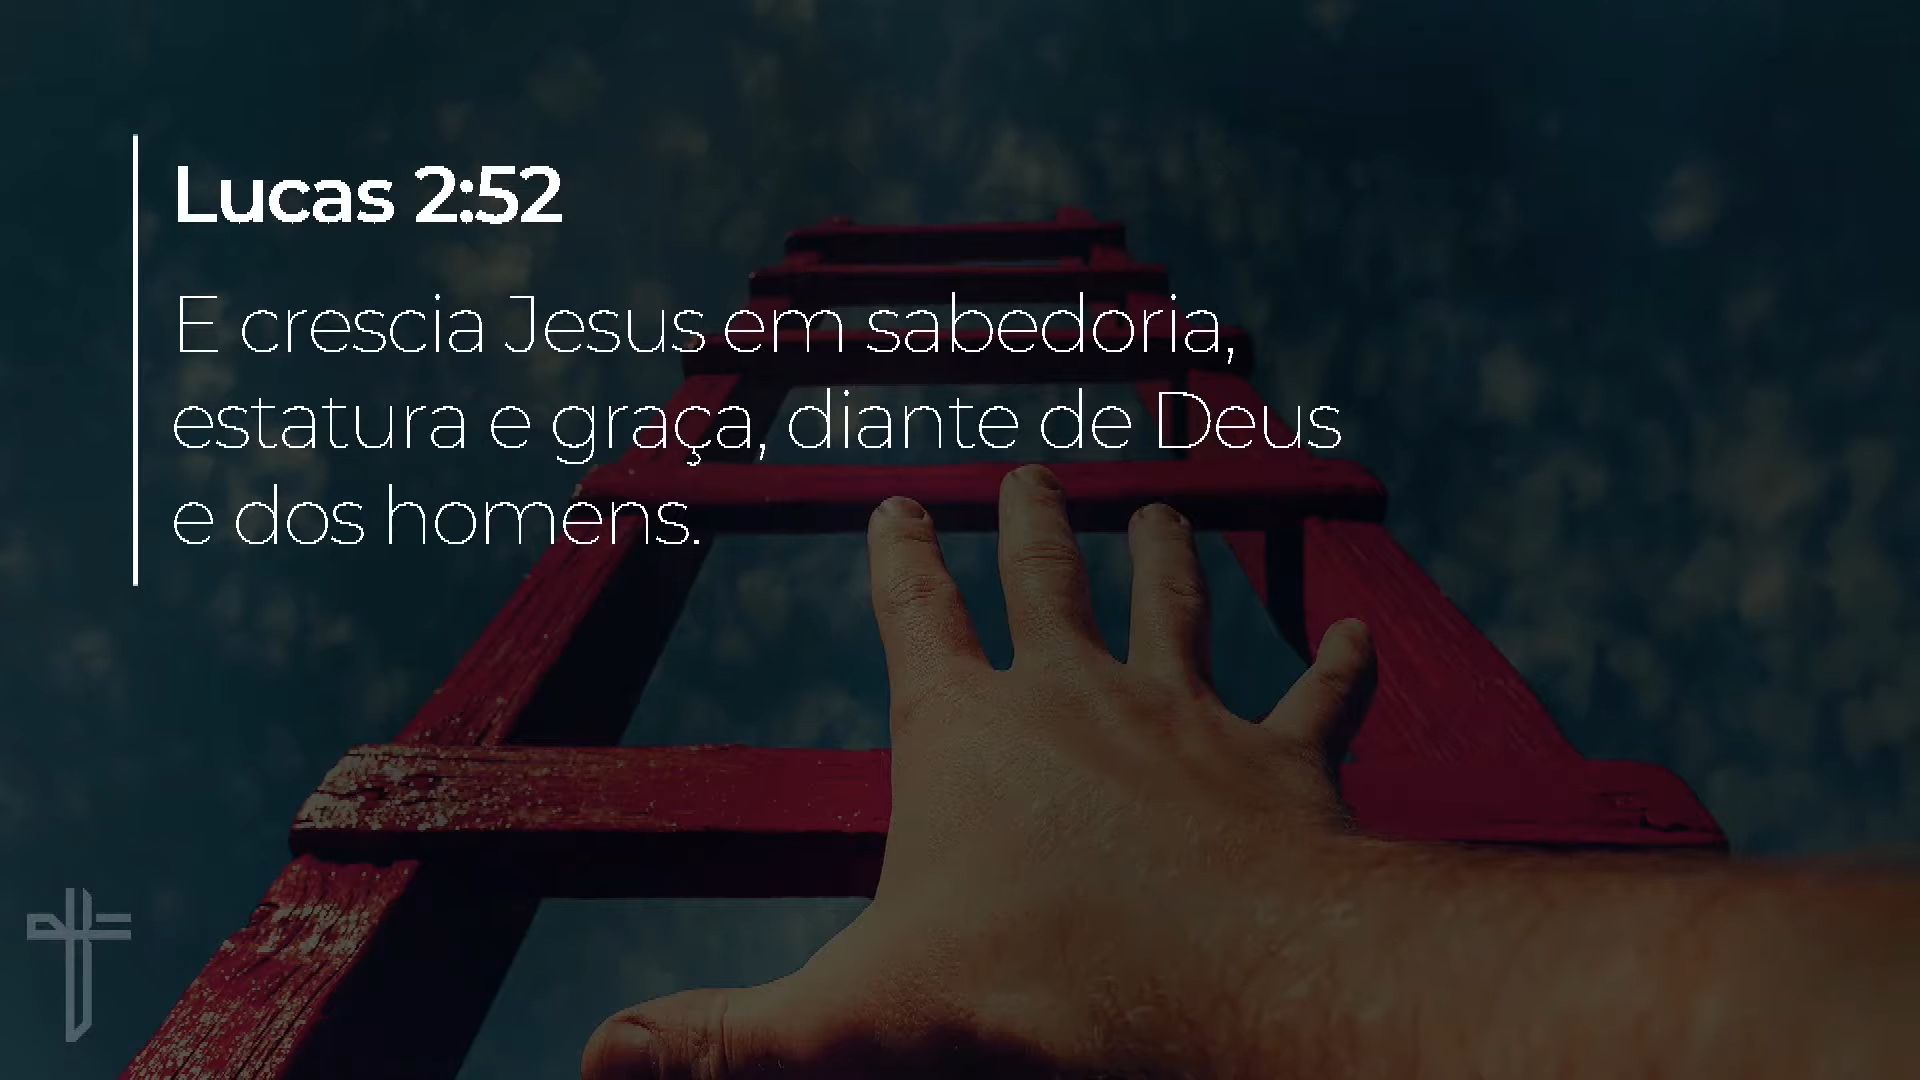 Lucas 2:52
E crescia Jesus em sabedoria,
estatura e graça, diante de Deus
e dos homens.